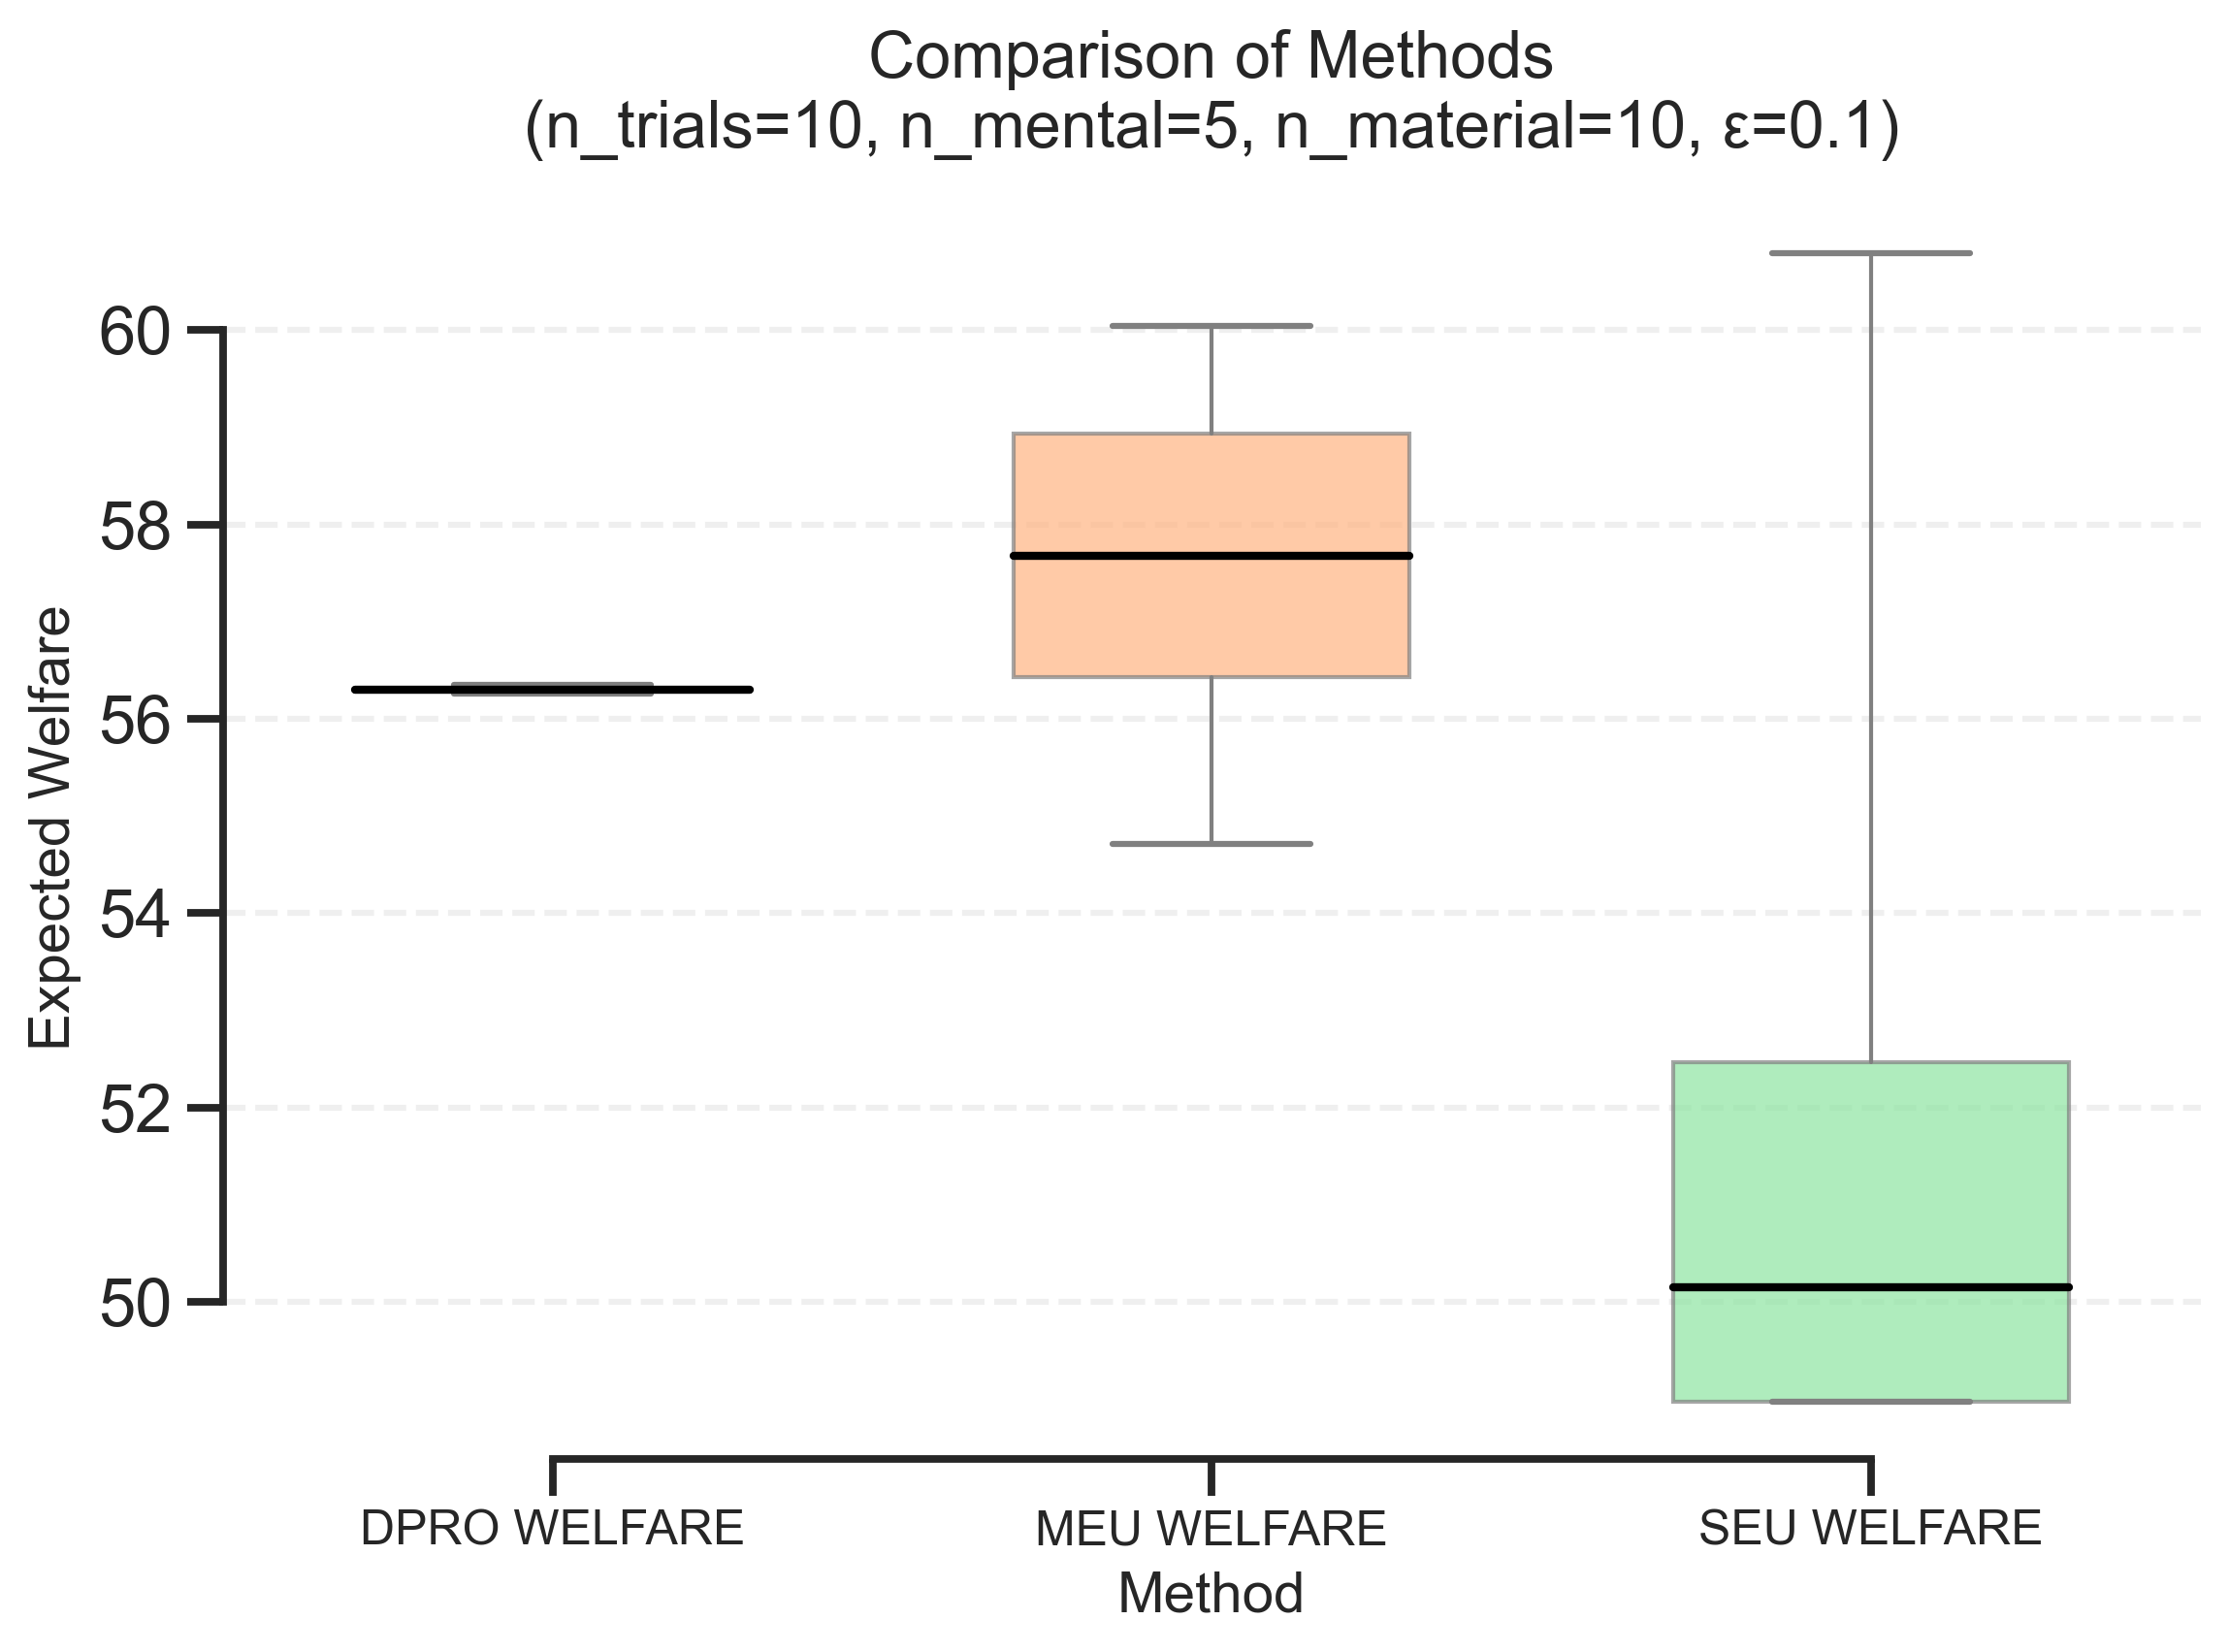 Comparison of Methods
(n_trials=10, n_mental=5, n_material=10, ε=0.1)
Expected Welfare
60
58
56
54
52
50
DPRO WELFARE
MEU WELFARE
SEU WELFARE
Method